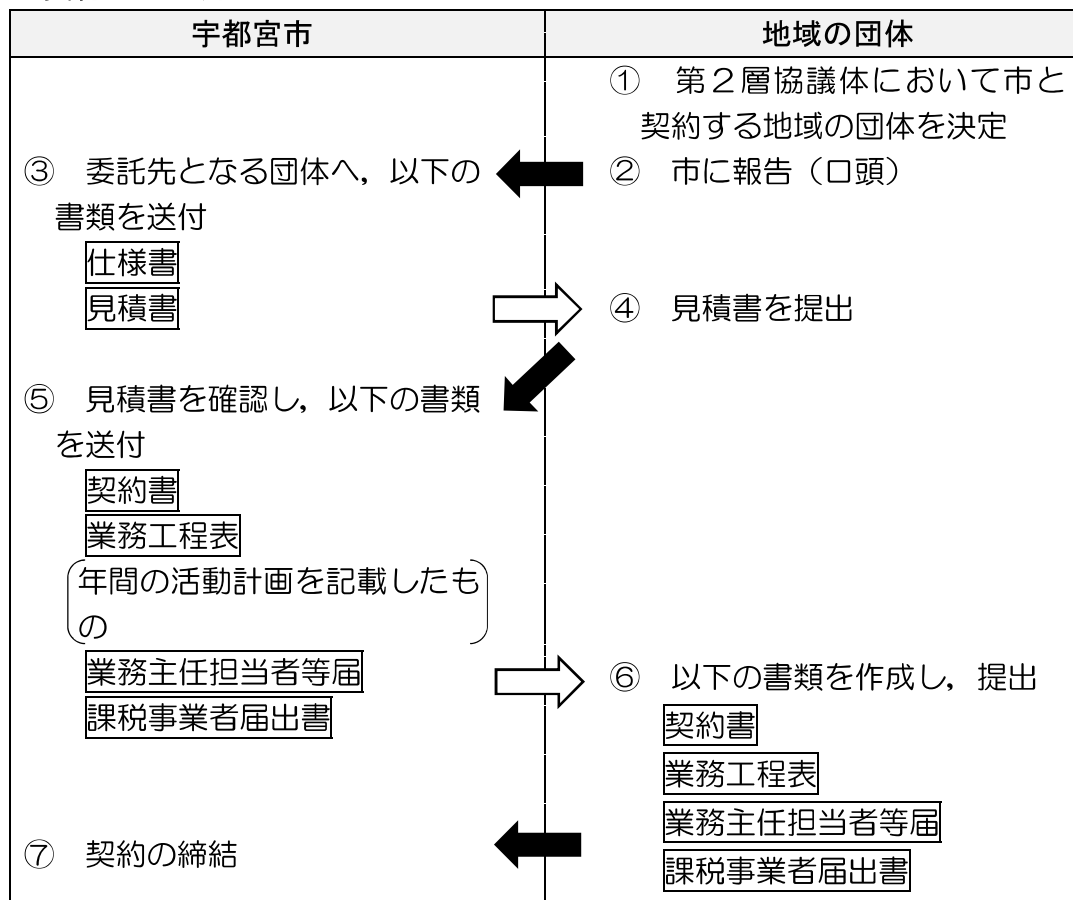 宇都宮市
地域の団体
① 第２層協議体において市と
契約する地域の団体を決定
② 市に報告（口頭）
③ 委託先となる団体へ，以下の
書類を送付
仕様書
見積書
④ 見積書を提出
⑤ 見積書を確認し，以下の書類
を送付
契約書
業務工程表
年間の活動計画を記載したも
の
業務主任担当者等届
課税事業者届出書
⑥ 以下の書類を作成し，提出
契約書
業務工程表
業務主任担当者等届
課税事業者届出書
⑦ 契約の締結